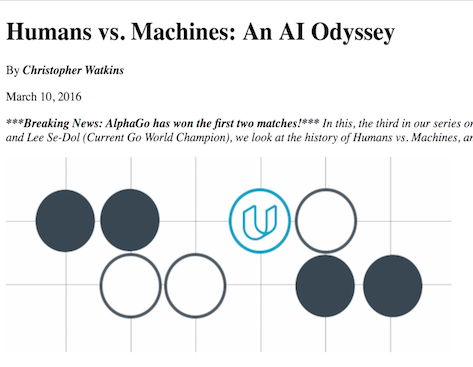 Humans vs. Machines: An AI Odyssey
By Christopher Watkins
March 10, 2016
***Breaking News: AlphaGo has won the first two matches!*** In this, the third in our series
and Lee Se-Dol (Current Go World Champion), we look at the history of Humans vs. Machines,